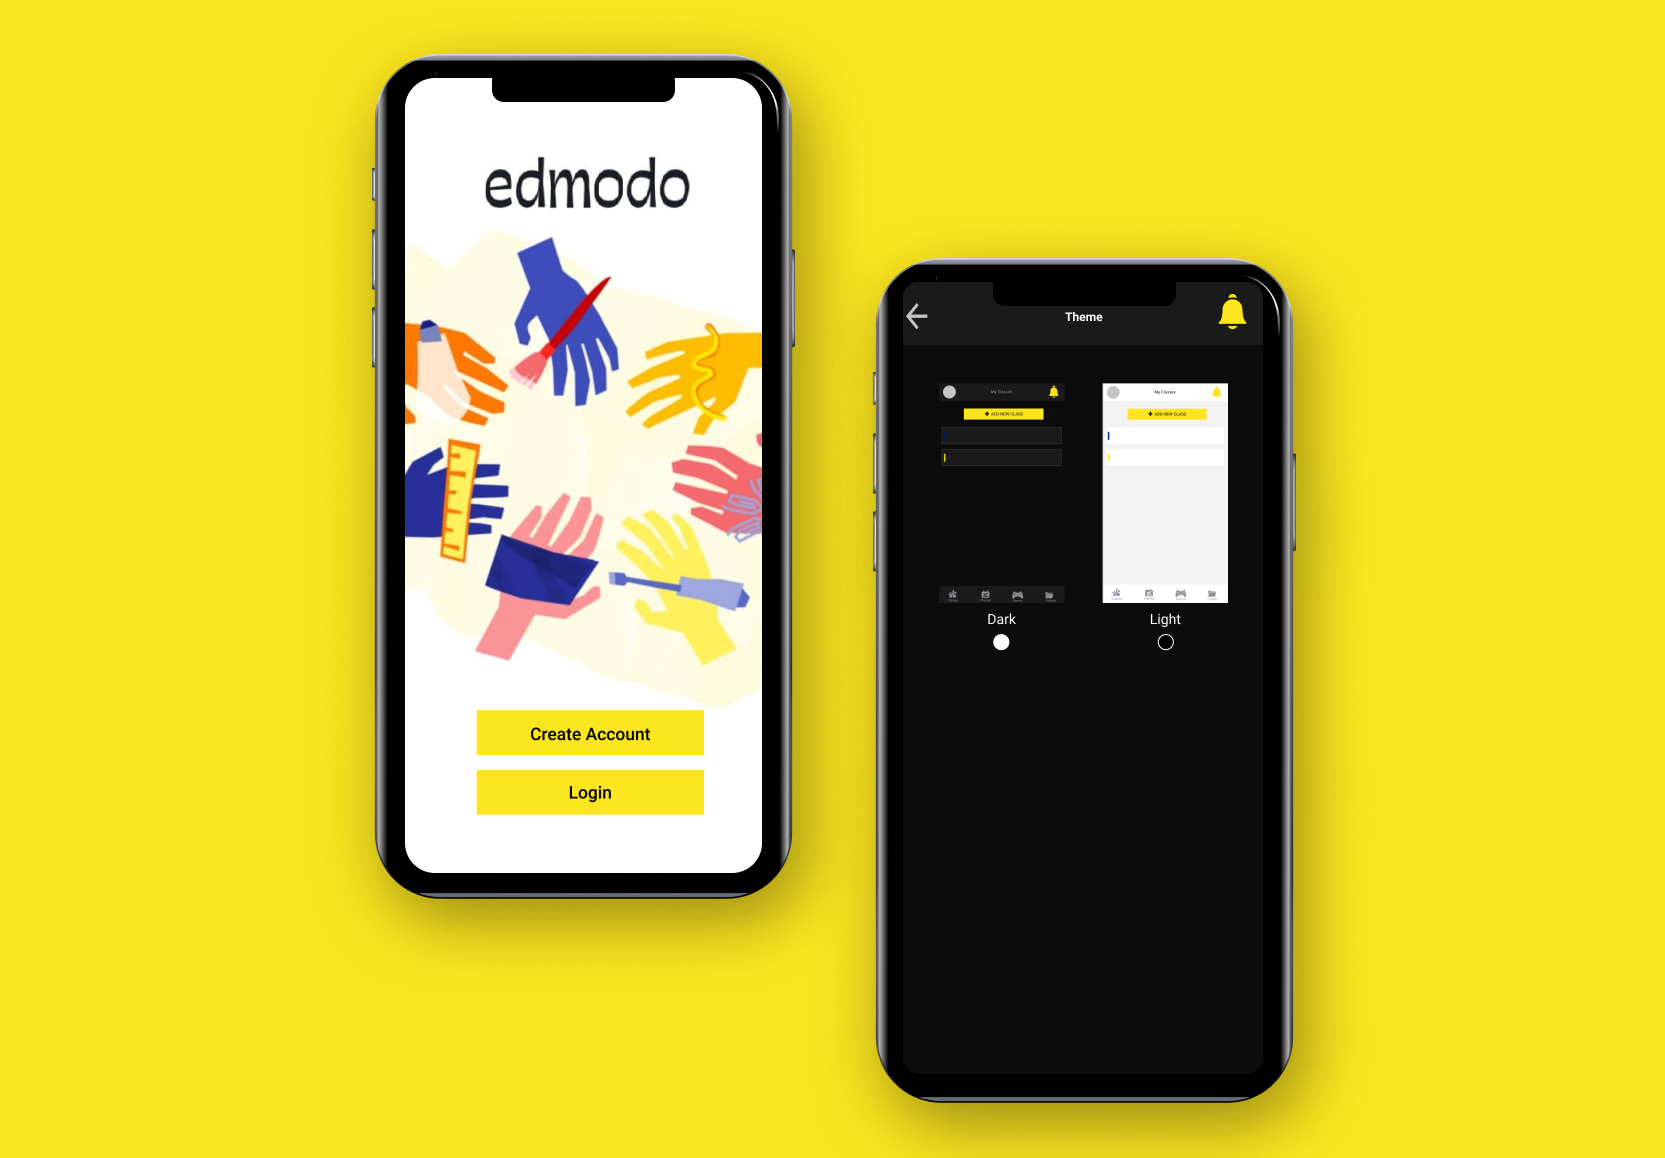 edmodo
Create Account
Login
Theme
My Classes
+ ADD NEW CLASS
Dark
My Classes
+ ADD NEW CLASS
Light